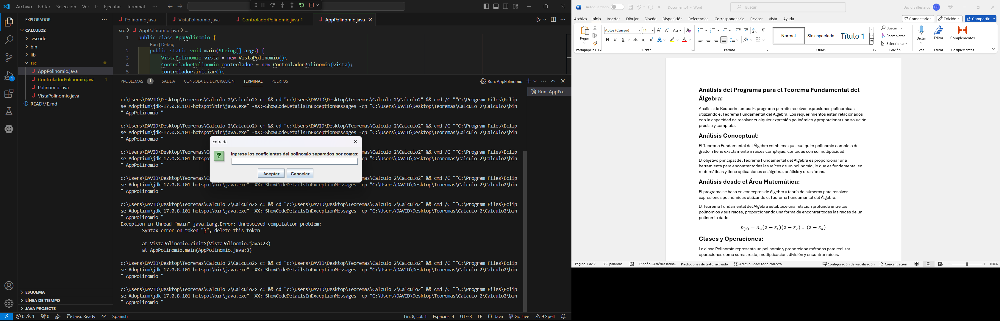 Archivo Editar Selección Ver Ir Ejecutar Terminal ···
EXPLORADOR ···
CALCULO2
.vscode
bin
lib
src
AppPolinomio.java
ControladorPolinomio.java 1
Polinomio.java
VistaPolinomio.java
README.md
1
ESQUEMA
LÍNEA DE TIEMPO
JAVA PROJECTS
Polinomio.java VistaPolinomio.java ControladorPolinomio.java 1 AppPolinomio.java
src > AppPolinomio.java > ...
1 public class AppPolinomio {
Run | Debug
2 public static void main(String[] args) {
3 VistaPolinomio vista = new VistaPolinomio();
4 ControladorPolinomio controlador = new ControladorPolinomio(vista);
5 controlador.iniciar();
PROBLEMAS 1 SALIDA CONSOLA DE DEPURACIÓN TERMINAL PUERTOS Run: AppPolinomio
Run: AppPo...
c:\Users\DAVID\Desktop\Teoremas\Calculo 2\Calculo2> c: && cd "c:\Users\DAVID\Desktop\Teoremas\Calculo 2\Calculo2" && cmd /C ""C:\Program Files\Eclip
se Adoptium\jdk-17.0.8.101-hotspot\bin\java.exe" -XX:+ShowCodeDetailsInExceptionMessages -cp "C:\Users\DAVID\Desktop\Teoremas\Calculo 2\Calculo2\bin
" AppPolinomio "
c:\Users\DAVID\Desktop\Teoremas\Calculo 2\Calculo2> c: && cd "c:\Users\DAVID\Desktop\Teoremas\Calculo 2\Calculo2" && cmd /C ""C:\Program Files\Eclip
se Adoptium\jdk-17.0.8.101-hotspot\bin\java.exe" -XX:+ShowCodeDetailsInExceptionMessages -cp "C:\Users\DAVID\Desktop\Teoremas\Calculo 2\Calculo2\bin
" AppPolinomio "
c:\Users\DAVID\Desktop\Teoremas\C as\Calculo 2\Calculo2" && cmd /C ""C:\Program Files\Eclip
se Adoptium\jdk-17.0.8.101-hotspot :\Users\DAVID\Desktop\Teoremas\Calculo 2\Calculo2\bin
" AppPolinomio "
c:\Users\DAVID\Desktop\Teoremas\C as\Calculo 2\Calculo2" && cmd /C ""C:\Program Files\Eclip
se Adoptium\jdk-17.0.8.101-hotspot\bin\java.exe" -XX:+ShowCodeDetailsInExceptionMessages -cp "C:\Users\DAVID\Desktop\Teoremas\Calculo 2\Calculo2\bin
" AppPolinomio "
c:\Users\DAVID\Desktop\Teoremas\Calculo 2\Calculo2> c: && cd "c:\Users\DAVID\Desktop\Teoremas\Calculo 2\Calculo2" && cmd /C ""C:\Program Files\Eclip
se Adoptium\jdk-17.0.8.101-hotspot\bin\java.exe" -XX:+ShowCodeDetailsInExceptionMessages -cp "C:\Users\DAVID\Desktop\Teoremas\Calculo 2\Calculo2\bin
" AppPolinomio "
Exception in thread "main" java.lang.Error: Unresolved compilation problem:
Syntax error on token "}", delete this token
at VistaPolinomio.<init>(VistaPolinomio.java:23)
at AppPolinomio.main(AppPolinomio.java:3)
c:\Users\DAVID\Desktop\Teoremas\Calculo 2\Calculo2> c: && cd "c:\Users\DAVID\Desktop\Teoremas\Calculo 2\Calculo2" && cmd /C ""C:\Program Files\Eclip
se Adoptium\jdk-17.0.8.101-hotspot\bin\java.exe" -XX:+ShowCodeDetailsInExceptionMessages -cp "C:\Users\DAVID\Desktop\Teoremas\Calculo 2\Calculo2\bin
" AppPolinomio "
c:\Users\DAVID\Desktop\Teoremas\Calculo 2\Calculo2> c: && cd "c:\Users\DAVID\Desktop\Teoremas\Calculo 2\Calculo2" && cmd /C ""C:\Program Files\Eclip
se Adoptium\jdk-17.0.8.101-hotspot\bin\java.exe" -XX:+ShowCodeDetailsInExceptionMessages -cp "C:\Users\DAVID\Desktop\Teoremas\Calculo 2\Calculo2\bin
" AppPolinomio "
Entrada
Ingrese los coeficientes del polinomio separados por comas:
Aceptar Cancelar
0 1 0 Java: Ready Spanish Lín. 8, col. 1 Espacios: 4 UTF-8 LF {} Java Go Live 9 Spell
Autoguardado Documento1 - Word Buscar David Ballesteros DB
Archivo Inicio Insertar Dibujar Diseño Disposición Referencias Correspondencia Revisar Vista Ayuda Comentarios Edición Compartir
Pegar
Portapapeles
Aptos (Cuerpo) 14
N K S ab x₂ x²
Fuente
Párrafo
Normal Sin espaciado Título 1
Estilos
Buscar
Reemplazar
Seleccionar
Edición
Dictar
Voz
Editor
Editor
Complementos
Complementos
Análisis del Programa para el Teorema Fundamental del
Álgebra:
Análisis de Requerimientos: El programa permite resolver expresiones polinómicas
utilizando el Teorema Fundamental del Álgebra. Los requerimientos están relacionados
con la capacidad de resolver cualquier expresión polinómica y proporcionar una solución
precisa y completa.
Análisis Conceptual:
El Teorema Fundamental del Álgebra establece que cualquier polinomio complejo de
grado n tiene exactamente n raíces complejas, contadas con su multiplicidad.
El objetivo principal del Teorema Fundamental del Álgebra es proporcionar una
herramienta para encontrar todas las raíces de un polinomio, lo que es fundamental en
matemáticas y tiene aplicaciones en álgebra, análisis y otras áreas.
Análisis desde el Área Matemática:
El programa se basa en conceptos de álgebra y teoría de números para resolver
expresiones polinómicas utilizando el Teorema Fundamental del Álgebra.
El Teorema Fundamental del Álgebra establece una relación profunda entre los
polinomios y sus raíces, proporcionando una forma de encontrar todas las raíces de un
polinomio dado.
p₍z₎ = aₙ(z − z₁)(z − z₂) … (z − zₙ)
Clases y Operaciones:
La clase Polinomio representa un polinomio y proporciona métodos para realizar
operaciones como suma, resta, multiplicación, división y encontrar raíces.
Página 1 de 2 332 palabras Español (América latina) Predicciones de texto: activado Accesibilidad: todo correcto Configuración de visualización Concentración 100%